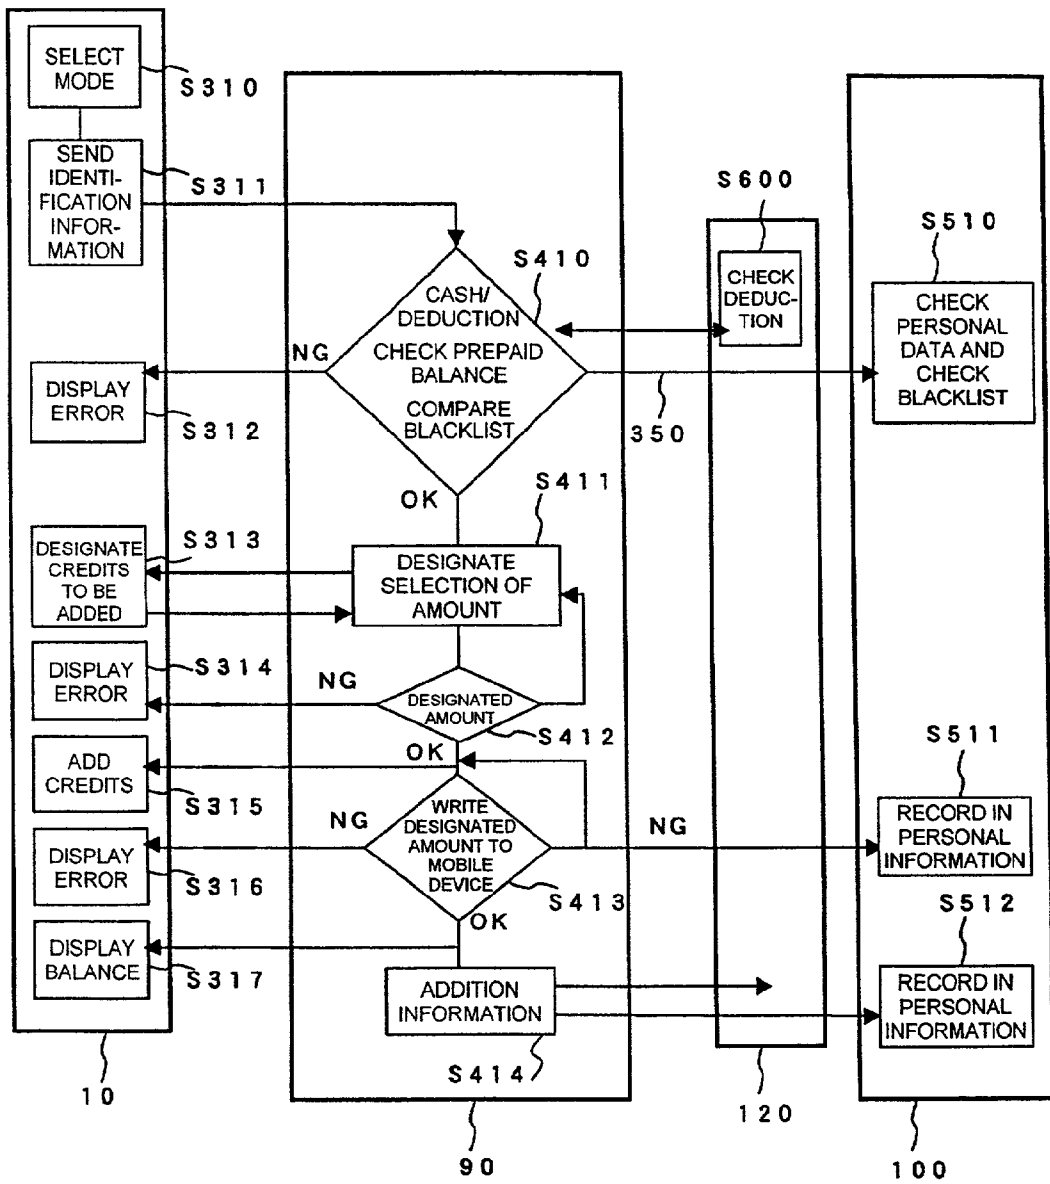 SELECT
MODE
S310
SEND
IDENTI-
FICATION
INFOR-
MATION
S311
S600
CHECK
DEDUC-
TION
S510
CHECK
PERSONAL
DATA AND
CHECK
BLACKLIST
S410
CASH/
DEDUCTION
CHECK PREPAID
BALANCE
COMPARE
BLACKLIST
NG
350
DISPLAY
ERROR
S312
OK
S411
DESIGNATE
CREDITS
TO BE
ADDED
S313
DESIGNATE
SELECTION OF
AMOUNT
DISPLAY
ERROR
S314
NG
DESIGNATED
AMOUNT
S412
OK
ADD
CREDITS
S315
S511
NG
WRITE
DESIGNATED
AMOUNT TO
MOBILE
DEVICE
NG
RECORD IN
PERSONAL
INFORMATION
DISPLAY
ERROR
S316
S413
OK
S512
DISPLAY
BALANCE
S317
ADDITION
INFORMATION
RECORD IN
PERSONAL
INFORMATION
S414
10
90
120
100